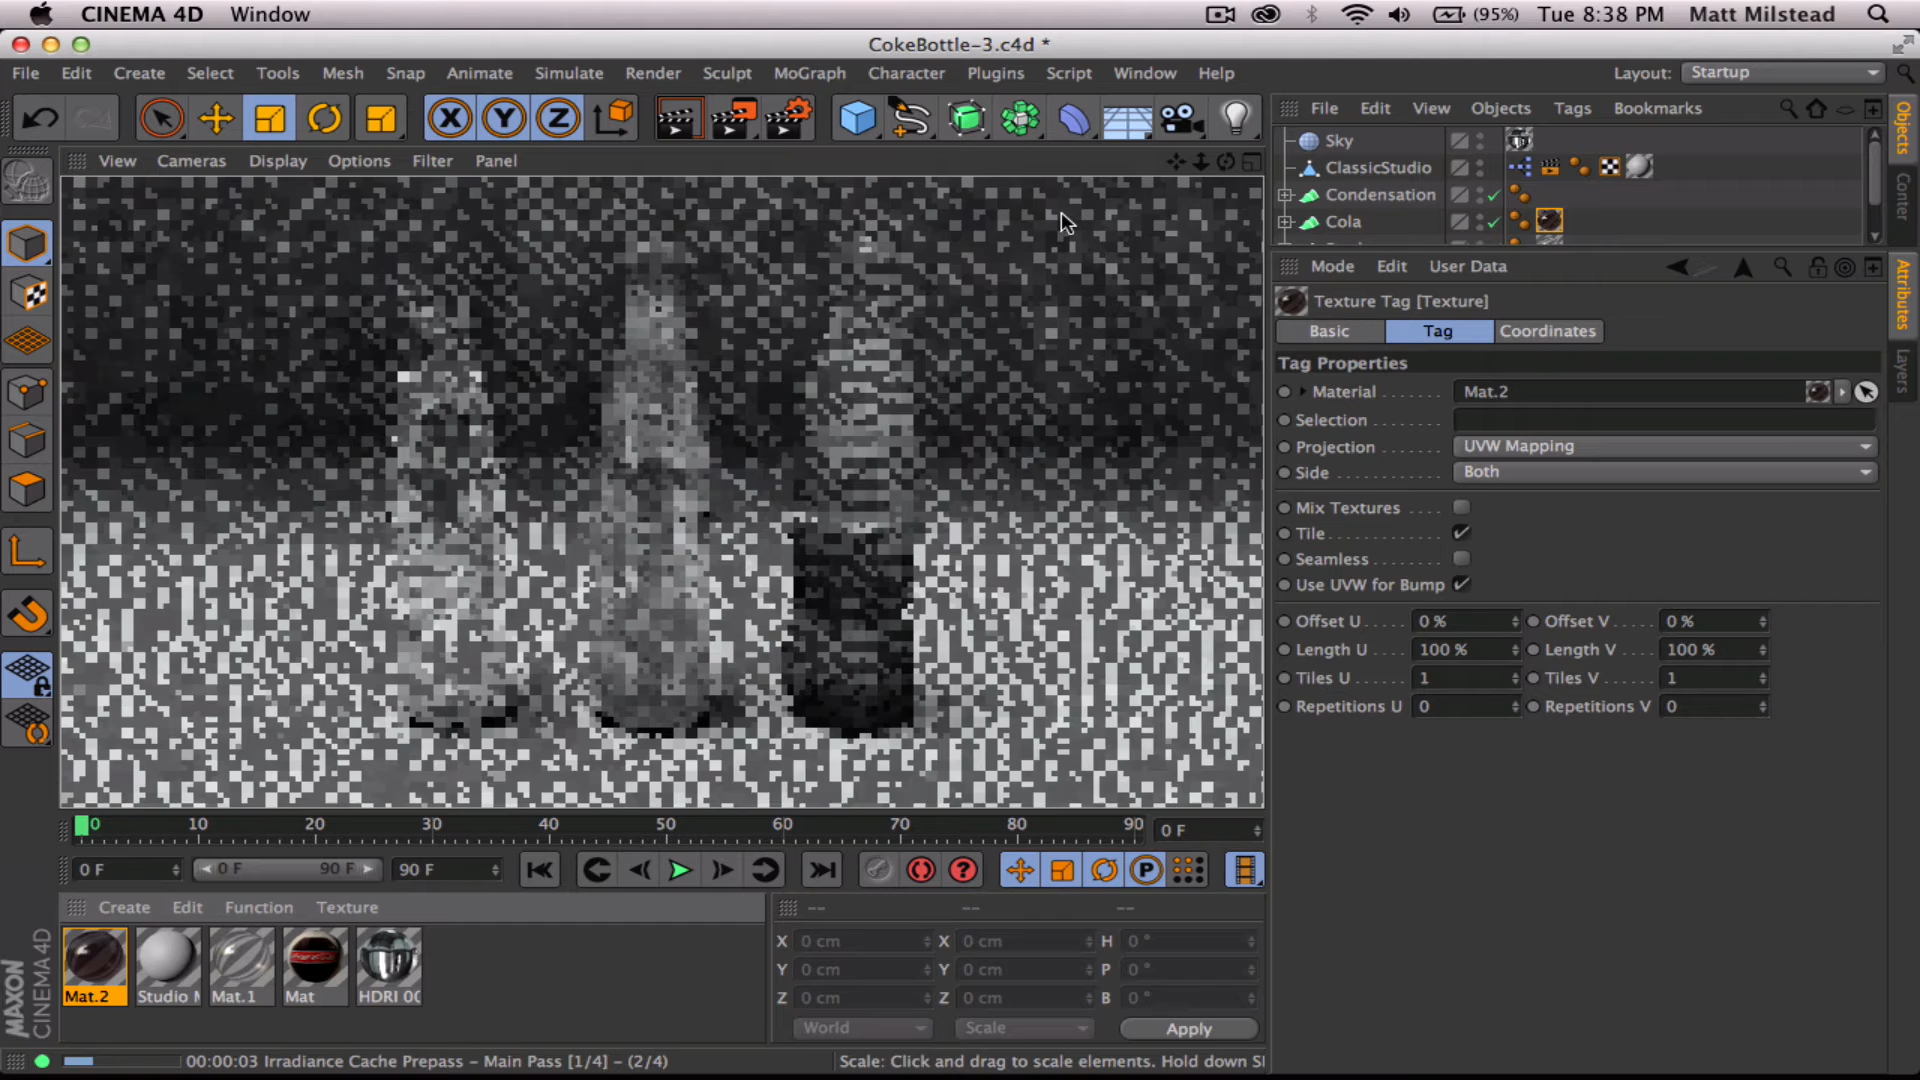 CINEMA 4D Window (95%) Tue 8:38 PM Matt Milstead
CokeBottle-3.c4d *
File Edit Create Select Tools Mesh Snap Animate Simulate Render Sculpt MoGraph Character Plugins Script Window Help Layout: Startup
X Y Z
File Edit View Objects Tags Bookmarks
Objects
Content
View Cameras Display Options Filter Panel
Sky
ClassicStudio
Condensation
Cola
Mode Edit User Data
Attributes
Layers
Texture Tag [Texture]
Basic Tag Coordinates
Tag Properties
Material Mat.2
Selection
Projection UVW Mapping
Side Both
Mix Textures
Tile
Seamless
Use UVW for Bump
Offset U 0 % Offset V 0 %
Length U 100 % Length V 100 %
Tiles U 1 Tiles V 1
Repetitions U 0 Repetitions V 0
0 10 20 30 40 50 60 70 80 90 0 F
0 F 0 F 90 F 90 F ? P
Create Edit Function Texture
-- -- --
X 0 cm X 0 cm H 0 °
Y 0 cm Y 0 cm P 0 °
Z 0 cm Z 0 cm B 0 °
World Scale Apply
Mat.2 Studio M Mat.1 Mat HDRI 00
MAXON
CINEMA 4D
00:00:03 Irradiance Cache Prepass - Main Pass [1/4] - (2/4) Scale: Click and drag to scale elements. Hold down S